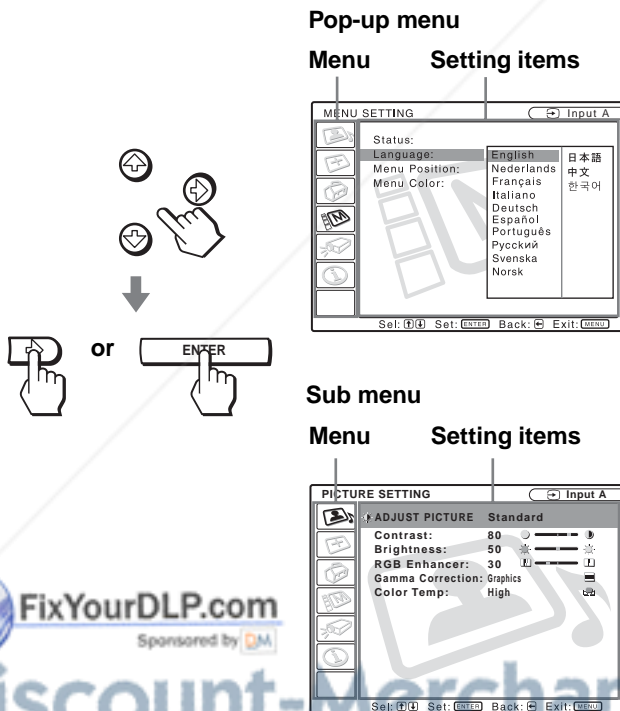 Pop-up menu
Menu Setting items
MENU SETTING Input A
Status:
Language:
Menu Position:
Menu Color:
English
Nederlands
Français
Italiano
Deutsch
Español
Português
Русский
Svenska
Norsk
日本語
中文
한국어
Sel: Set: ENTER Back: Exit: MENU
or
ENTER
Sub menu
Menu Setting items
PICTURE SETTING Input A
ADJUST PICTURE Standard
Contrast: 80
Brightness: 50
RGB Enhancer: 30
Gamma Correction: Graphics
Color Temp: High
Sel: Set: ENTER Back: Exit: MENU
FixYourDLP.com
Sponsored by DM
iscount-Merchar